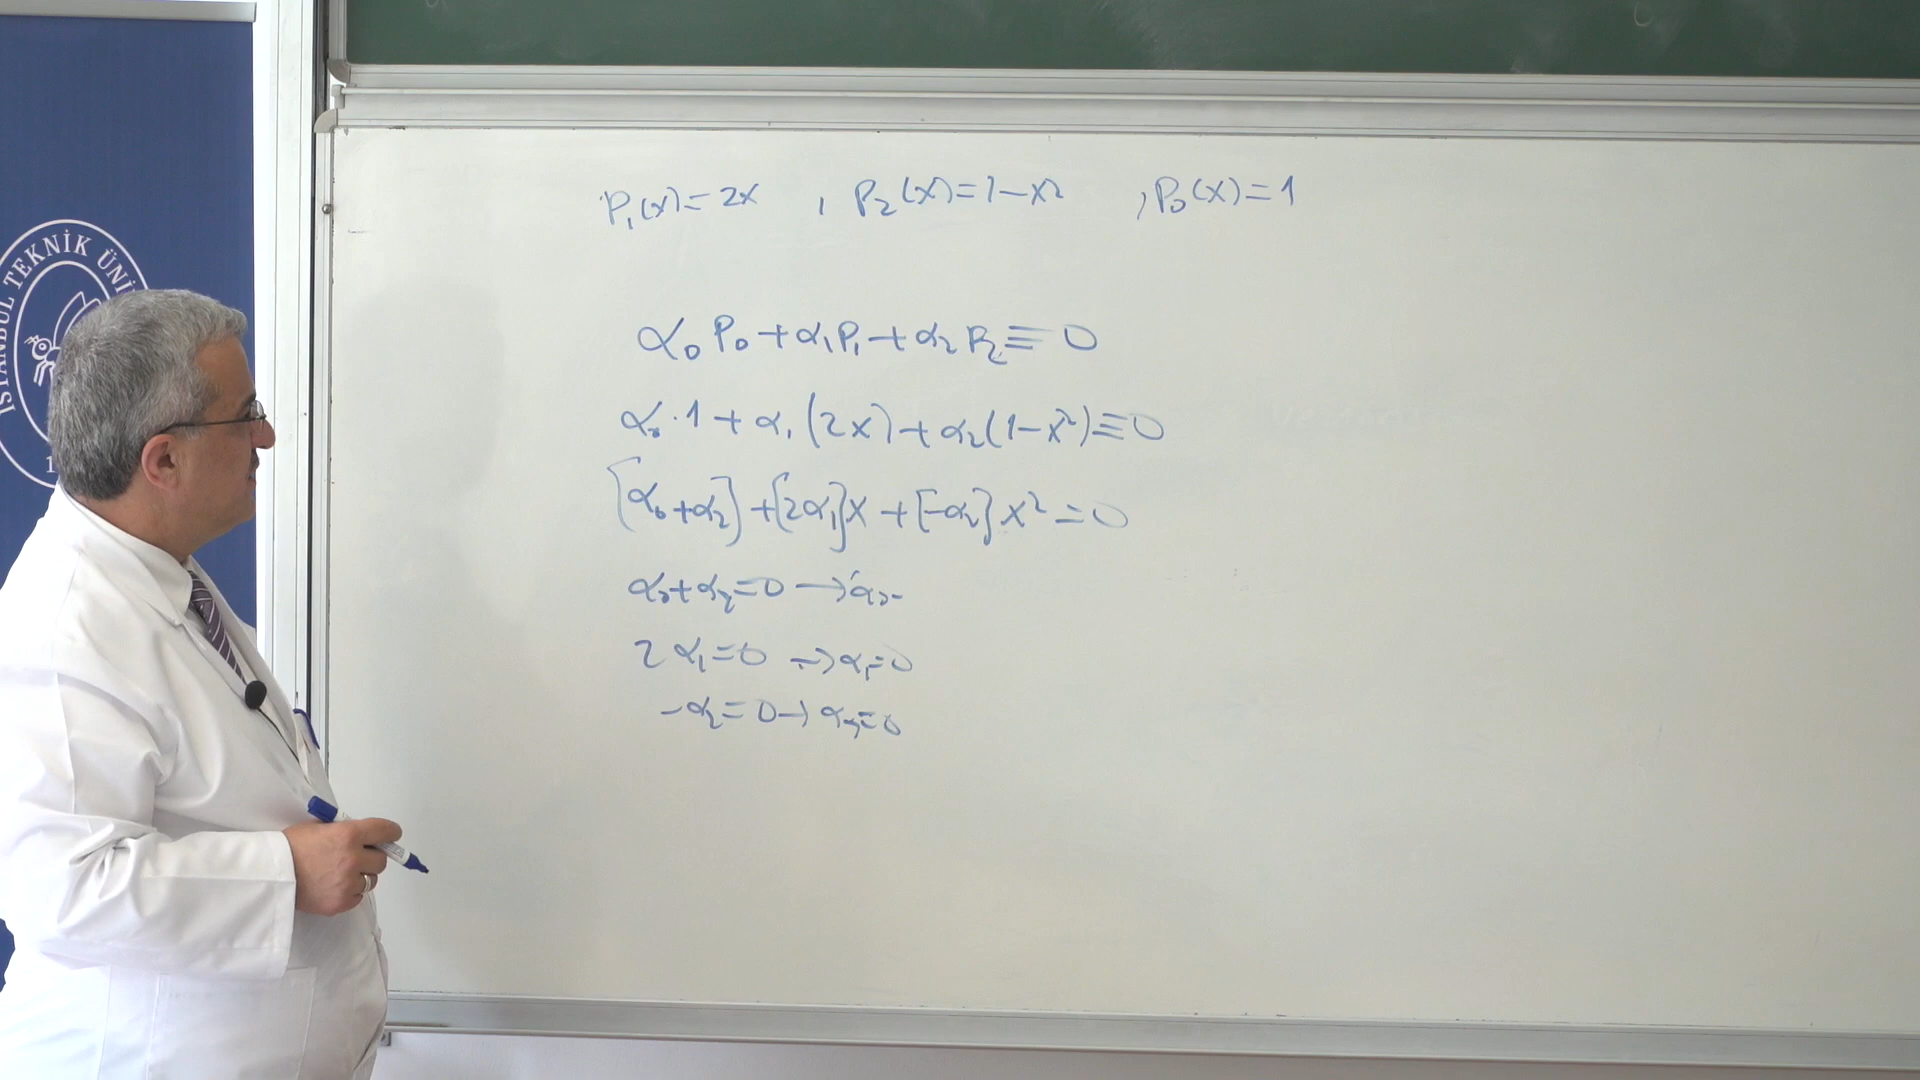 P₁(x)=2x , P₂(x)=1-x² , P₀(x)=1
α₀P₀+α₁P₁+α₂P₂≡0
α₀·1+α₁(2x)+α₂(1-x²)≡0
[α₀+α₂]+[2α₁]x+[-α₂]x²=0
α₀+α₂=0→α₀=
2α₁=0→α₁=0
-α₂=0→α₂=0
İSTANBUL TEKNİK ÜNİ
1